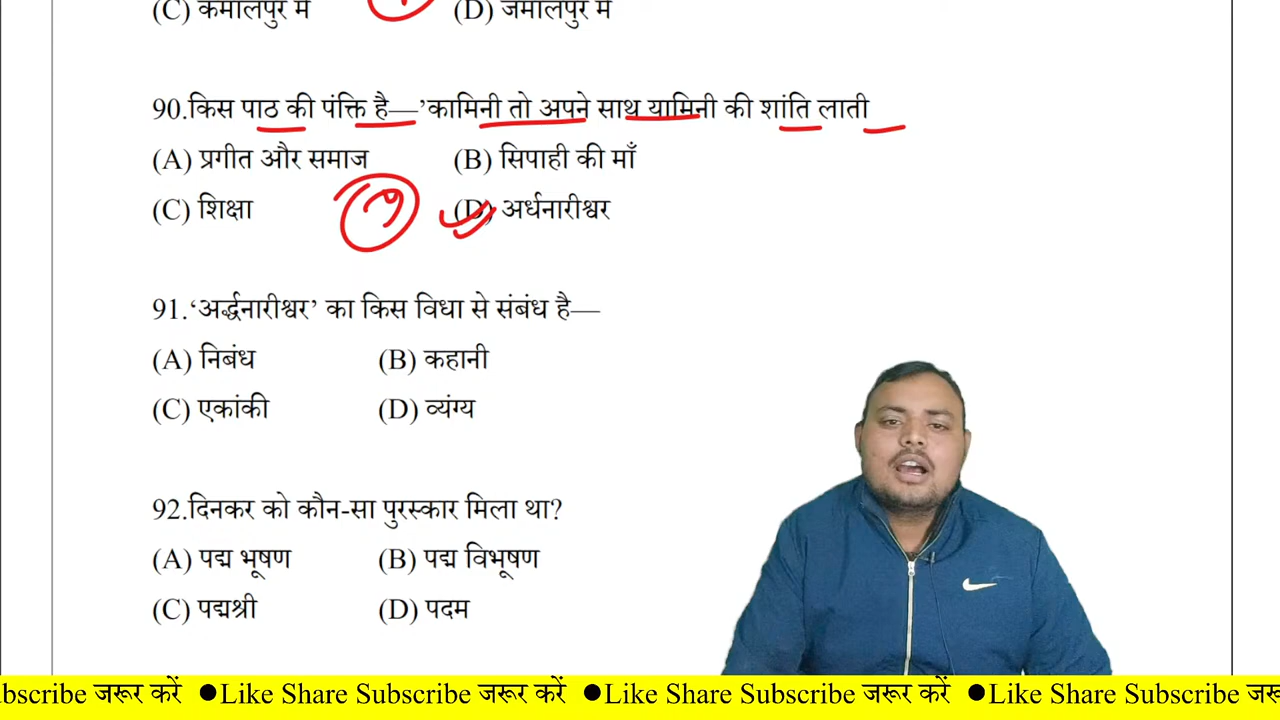 (C) कमालपुर में (D) जमालपुर में
90.किस पाठ की पंक्ति है—’कामिनी तो अपने साथ यामिनी की शांति लाती
(A) प्रगीत और समाज (B) सिपाही की माँ
(C) शिक्षा (D) अर्धनारीश्वर
91.‘अर्द्धनारीश्वर’ का किस विधा से संबंध है—
(A) निबंध (B) कहानी
(C) एकांकी (D) व्यंग्य
92.दिनकर को कौन-सा पुरस्कार मिला था?
(A) पद्म भूषण (B) पद्म विभूषण
(C) पद्मश्री (D) पदम
ubscribe जरूर करें ●Like Share Subscribe जरूर करें ●Like Share Subscribe जरूर करें ●Like Share Subscribe जरू